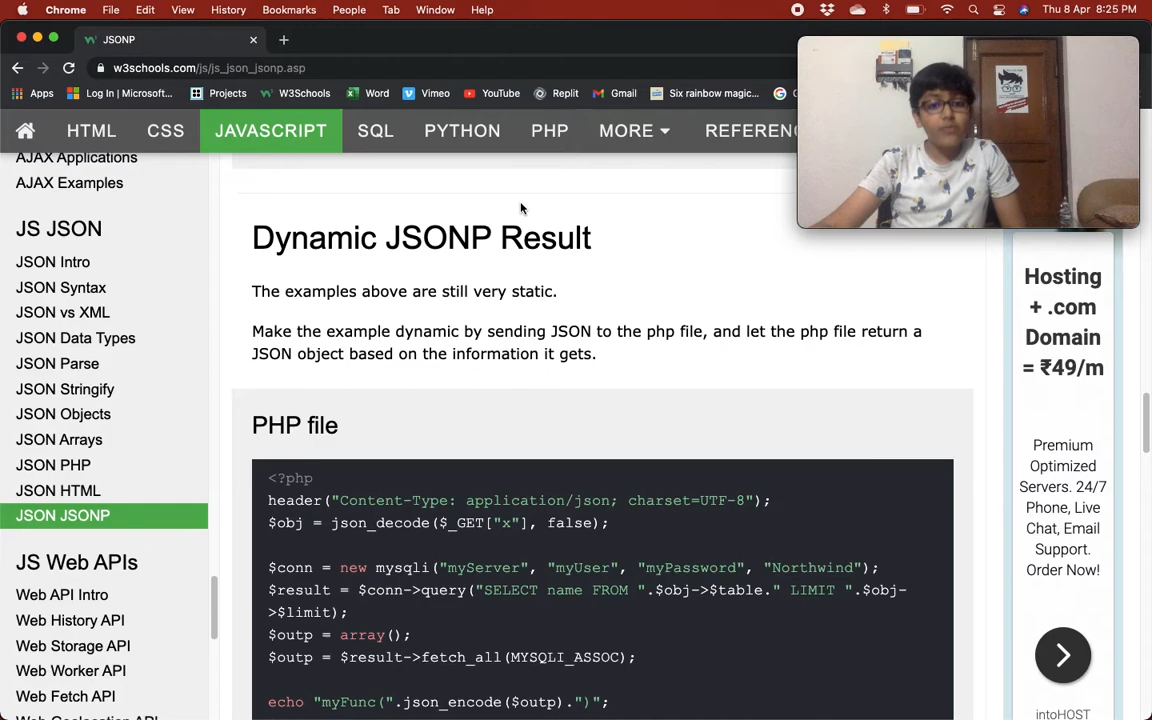 Chrome File Edit View History Bookmarks People Tab Window Help Thu 8 Apr 8:25 PM
JSONP
w3schools.com/js/js_json_jsonp.asp
Apps Log In | Microsoft... Projects W3Schools Word Vimeo YouTube Replit Gmail Six rainbow magic...
HTML CSS JAVASCRIPT SQL PYTHON PHP MORE REFERENC
AJAX Applications
AJAX Examples
JS JSON
JSON Intro
JSON Syntax
JSON vs XML
JSON Data Types
JSON Parse
JSON Stringify
JSON Objects
JSON Arrays
JSON PHP
JSON HTML
JSON JSONP
JS Web APIs
Web API Intro
Web History API
Web Storage API
Web Worker API
Web Fetch API
Web Geolocation API
Dynamic JSONP Result
The examples above are still very static.
Make the example dynamic by sending JSON to the php file, and let the php file return a
JSON object based on the information it gets.
PHP file
<?php
header("Content-Type: application/json; charset=UTF-8");
$obj = json_decode($_GET["x"], false);
$conn = new mysqli("myServer", "myUser", "myPassword", "Northwind");
$result = $conn->query("SELECT name FROM ".$obj->$table." LIMIT ".$obj-
>$limit);
$outp = array();
$outp = $result->fetch_all(MYSQLI_ASSOC);
echo "myFunc(".json_encode($outp).")";
Hosting
+ .com
Domain
= ₹49/m
Premium
Optimized
Servers. 24/7
Phone, Live
Chat, Email
Support.
Order Now!
intoHOST